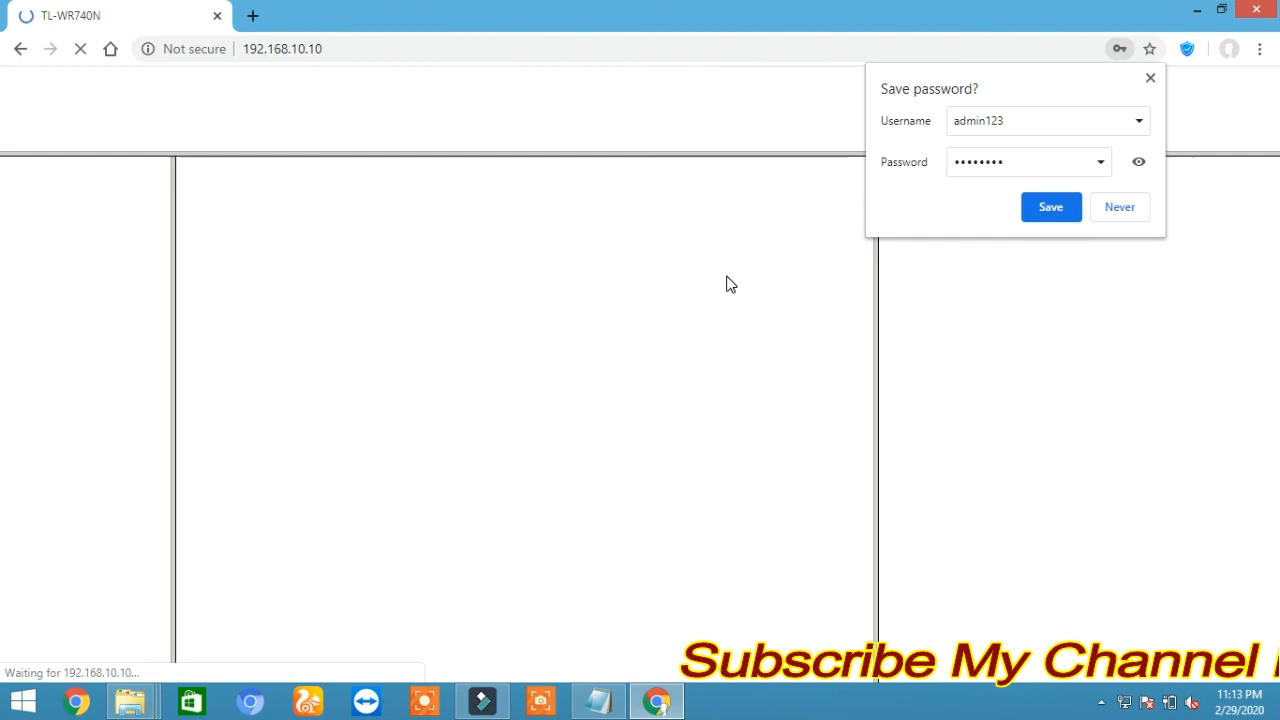 TL-WR740N
Not secure
192.168.10.10
Save password?
Username
admin123
Password
••••••••
Save
Never
Waiting for 192.168.10.10...
Subscribe My Channel
11:13 PM
2/29/2020